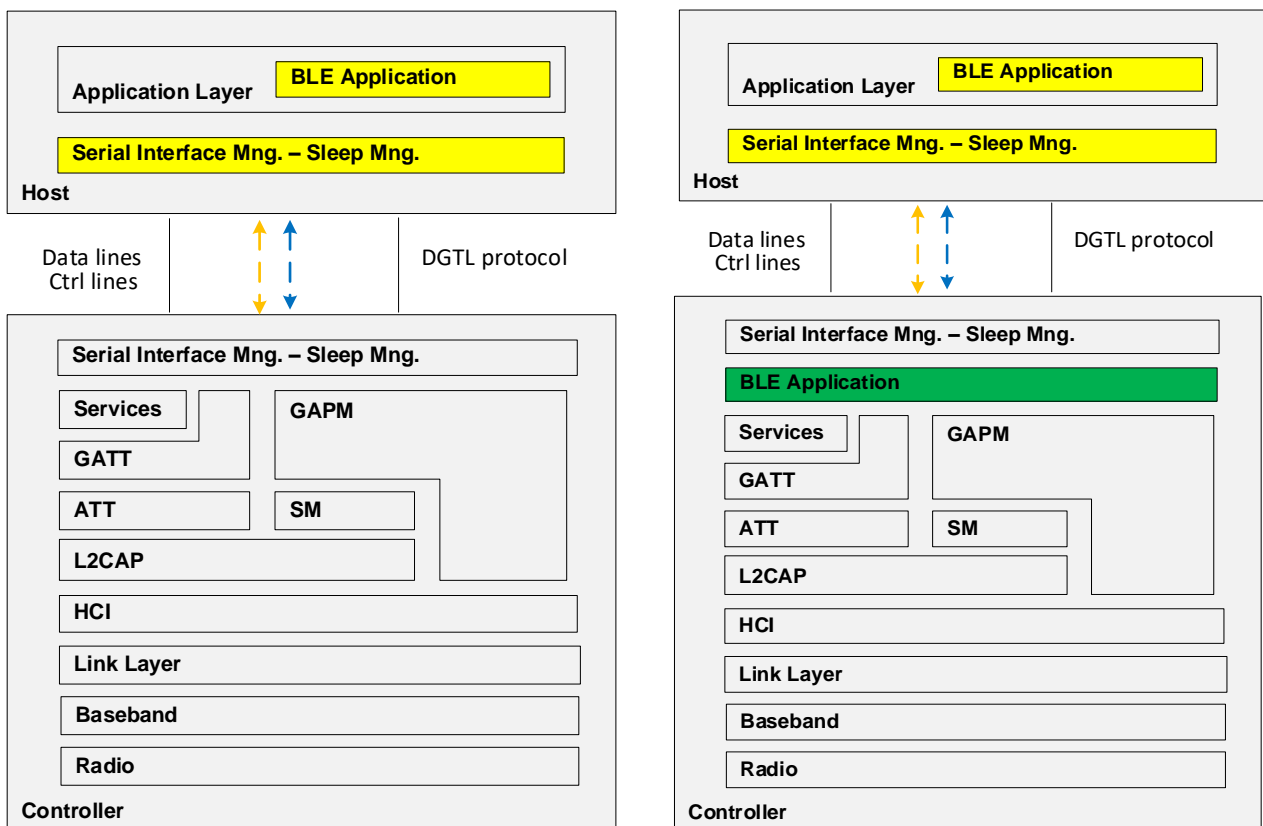 BLE Application
Application Layer
Serial Interface Mng. – Sleep Mng.
Host
Data lines
Ctrl lines
DGTL protocol
Serial Interface Mng. – Sleep Mng.
Services
GAPM
GATT
ATT
SM
L2CAP
HCI
Link Layer
Baseband
Radio
Controller
BLE Application
Application Layer
Serial Interface Mng. – Sleep Mng.
Host
Data lines
Ctrl lines
DGTL protocol
Serial Interface Mng. – Sleep Mng.
BLE Application
Services
GAPM
GATT
ATT
SM
L2CAP
HCI
Link Layer
Baseband
Radio
Controller